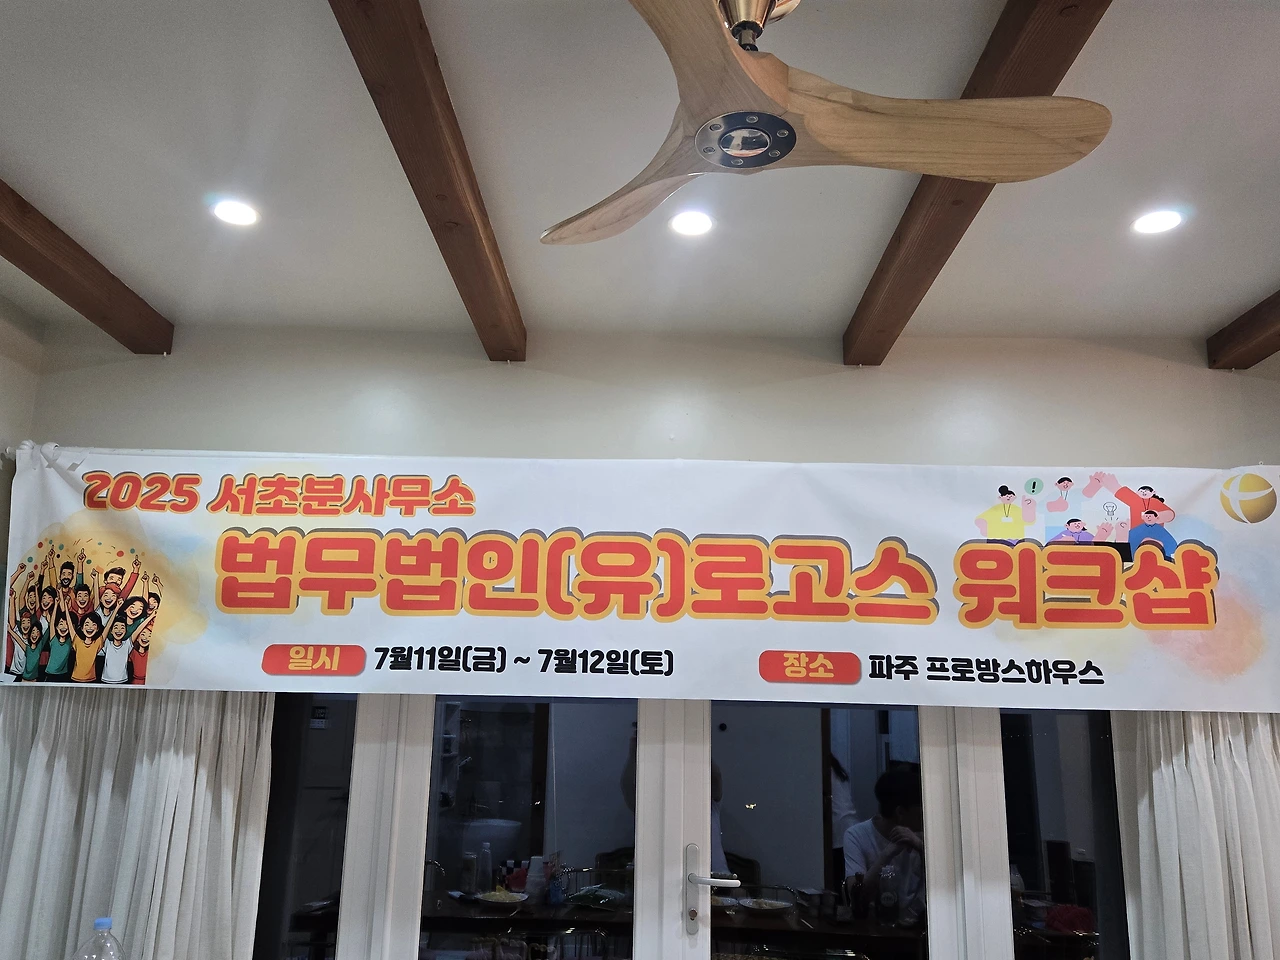 2025 서초분사무소
법무법인(유)로고스 워크샵
일시 7월11일(금) ~ 7월12일(토)
장소 파주 프로방스하우스